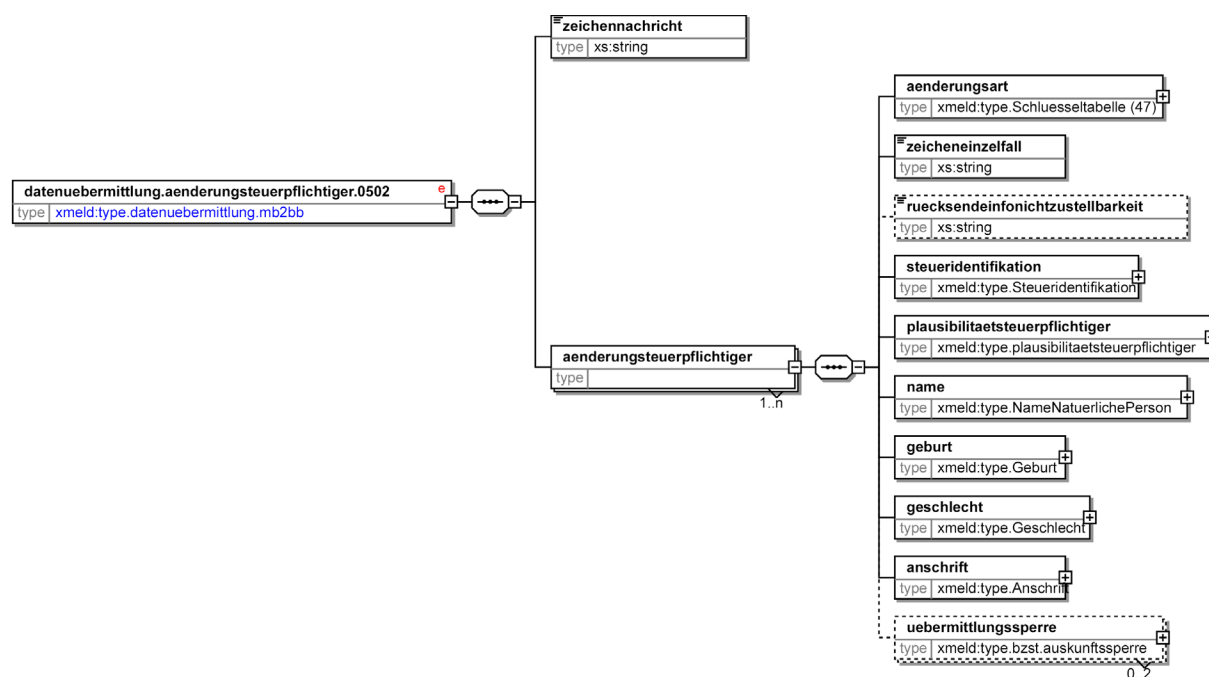 zeichennachricht
type xs:string
aenderungsart
type xmeld:type.Schluesseltabelle (47)
zeicheneinzelfall
type xs:string
datenuebermittlung.aenderungsteuerpflichtiger.0502 e
type xmeld:type.datenuebermittlung.mb2bb
ruecksendeinfonichtzustellbarkeit
type xs:string
steueridentifikation
type xmeld:type.Steueridentifikation
plausibilitaetsteuerpflichtiger
type xmeld:type.plausibilitaetsteuerpflichtiger
aenderungsteuerpflichtiger
type
1..n
name
type xmeld:type.NameNatuerlichePerson
geburt
type xmeld:type.Geburt
geschlecht
type xmeld:type.Geschlecht
anschrift
type xmeld:type.Anschrift
uebermittlungssperre
type xmeld:type.bzst.auskunftssperre
0..2